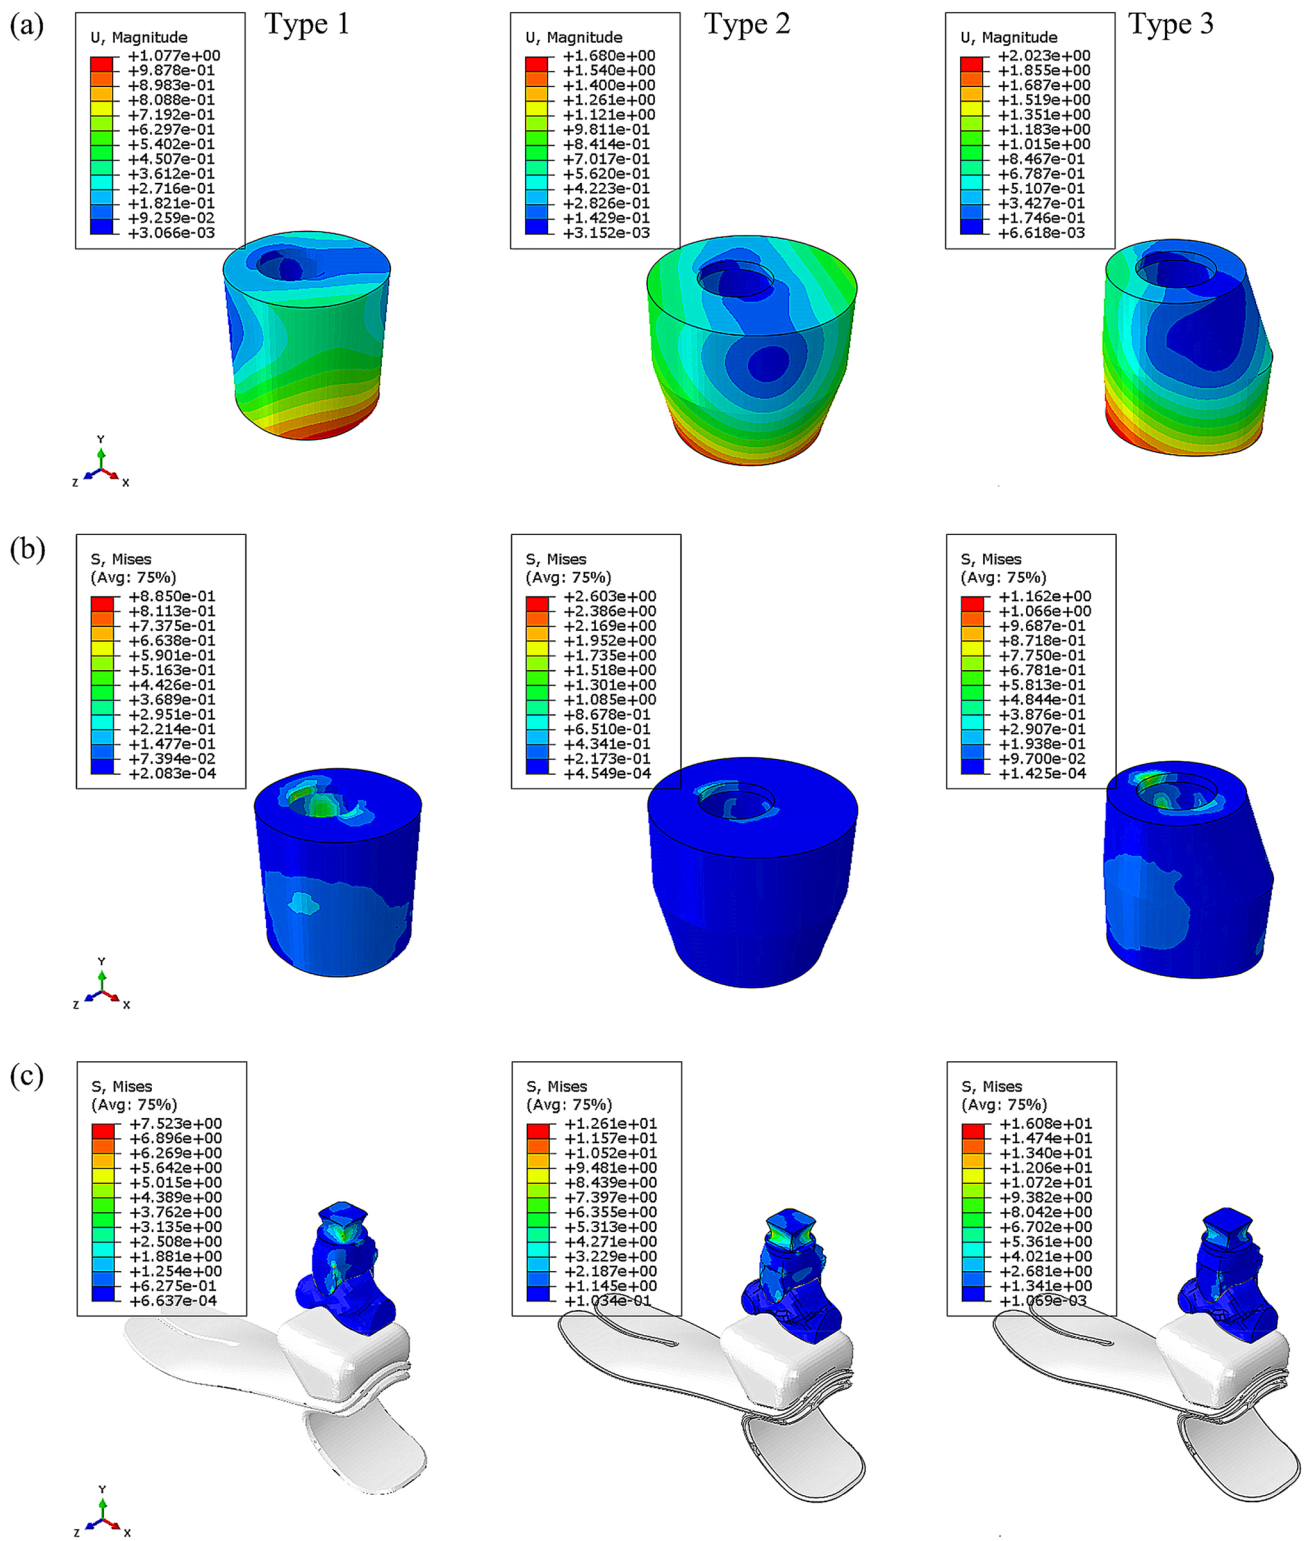 (a)
Type 1
U, Magnitude
+1.077e+00
+9.878e-01
+8.983e-01
+8.088e-01
+7.192e-01
+6.297e-01
+5.402e-01
+4.507e-01
+3.612e-01
+2.716e-01
+1.821e-01
+9.259e-02
+3.066e-03
Type 2
U, Magnitude
+1.680e+00
+1.540e+00
+1.400e+00
+1.261e+00
+1.121e+00
+9.811e-01
+8.414e-01
+7.017e-01
+5.620e-01
+4.223e-01
+2.826e-01
+1.429e-01
+3.152e-03
Type 3
U, Magnitude
+2.023e+00
+1.855e+00
+1.687e+00
+1.519e+00
+1.351e+00
+1.183e+00
+1.015e+00
+8.467e-01
+6.787e-01
+5.107e-01
+3.427e-01
+1.746e-01
+6.618e-03
Y
Z
X
(b)
S, Mises
(Avg: 75%)
+8.850e-01
+8.113e-01
+7.375e-01
+6.638e-01
+5.901e-01
+5.163e-01
+4.426e-01
+3.689e-01
+2.951e-01
+2.214e-01
+1.477e-01
+7.394e-02
+2.083e-04
S, Mises
(Avg: 75%)
+2.603e+00
+2.386e+00
+2.169e+00
+1.952e+00
+1.735e+00
+1.518e+00
+1.301e+00
+1.085e+00
+8.678e-01
+6.510e-01
+4.341e-01
+2.173e-01
+4.549e-04
S, Mises
(Avg: 75%)
+1.162e+00
+1.066e+00
+9.687e-01
+8.718e-01
+7.750e-01
+6.781e-01
+5.813e-01
+4.844e-01
+3.876e-01
+2.907e-01
+1.938e-01
+9.700e-02
+1.425e-04
Y
Z
X
(c)
S, Mises
(Avg: 75%)
+7.523e+00
+6.896e+00
+6.269e+00
+5.642e+00
+5.015e+00
+4.389e+00
+3.762e+00
+3.135e+00
+2.508e+00
+1.881e+00
+1.254e+00
+6.275e-01
+6.637e-04
S, Mises
(Avg: 75%)
+1.261e+01
+1.157e+01
+1.052e+01
+9.481e+00
+8.439e+00
+7.397e+00
+6.355e+00
+5.313e+00
+4.271e+00
+3.229e+00
+2.187e+00
+1.145e+00
+1.034e-01
S, Mises
(Avg: 75%)
+1.608e+01
+1.474e+01
+1.340e+01
+1.206e+01
+1.072e+01
+9.382e+00
+8.042e+00
+6.702e+00
+5.361e+00
+4.021e+00
+2.681e+00
+1.341e+00
+1.069e-03
Y
Z
X